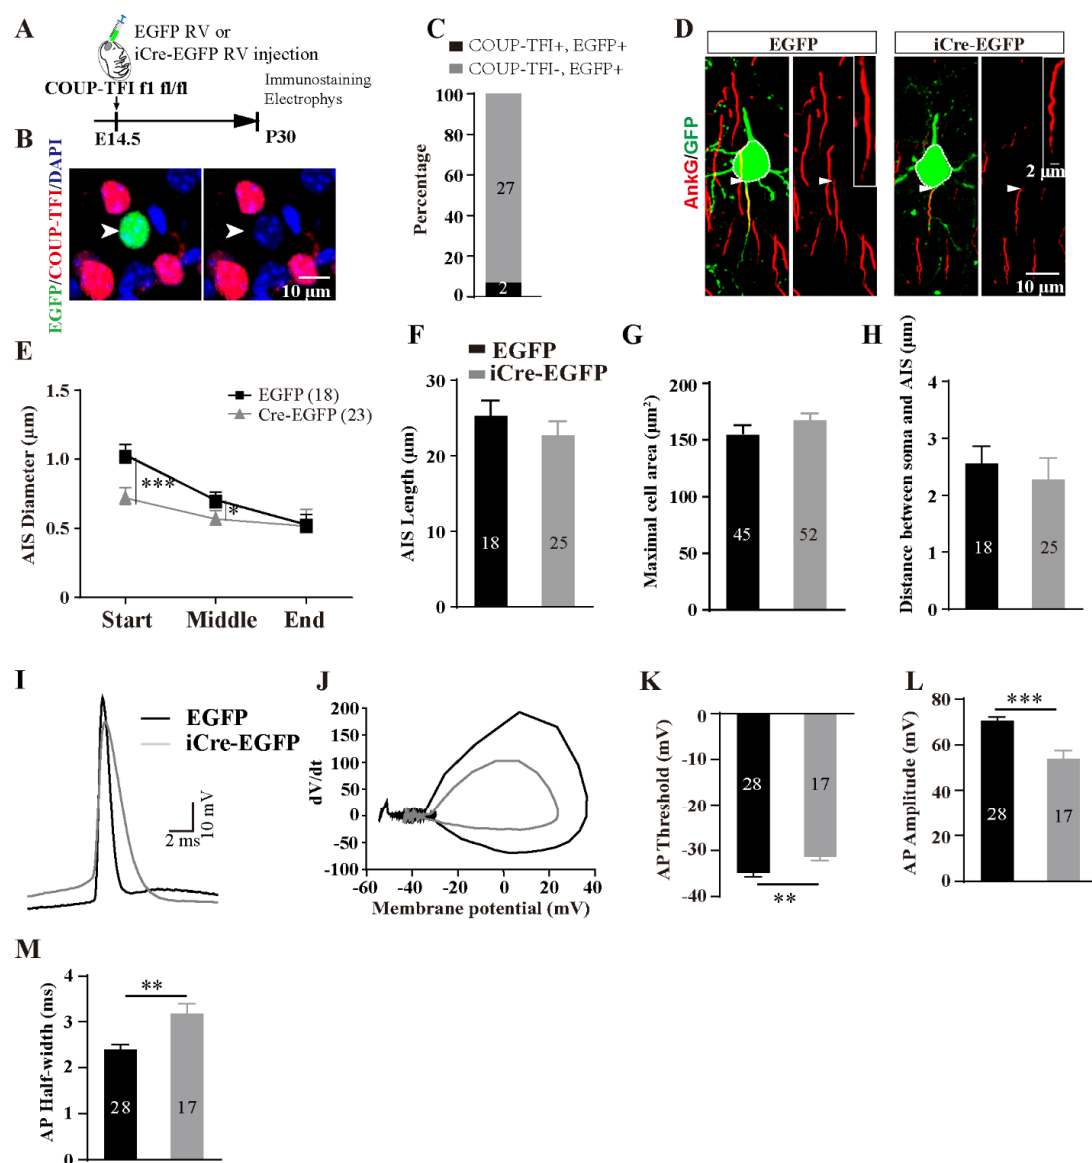 A
EGFP RV or
iCre-EGFP RV injection
COUP-TFI f1 fl/fl
Immunostaining
Electrophys
E14.5
P30
B
EGFP/COUP-TFI/DAPI
10 μm
C
COUP-TFI+, EGFP+
COUP-TFI-, EGFP+
Percentage
100
80
60
40
20
0
27
2
D
EGFP
iCre-EGFP
AnkG/GFP
2 μm
10 μm
E
AIS Diameter (μm)
1.5
1.0
0.5
0
EGFP (18)
Cre-EGFP (23)
***
*
Start Middle End
F
EGFP
iCre-EGFP
AIS Length (μm)
30
20
10
0
18
25
G
Maximal cell area (μm²)
200
150
100
50
0
45
52
H
Distance between soma and AIS (μm)
4
3
2
1
0
18
25
I
EGFP
iCre-EGFP
2 ms
10 mV
J
dV/dt
200
150
100
50
0
-50
-100
-60 -40 -20 0 20 40
Membrane potential (mV)
K
AP Threshold (mV)
0
-10
-20
-30
-40
28
17
**
L
AP Amplitude (mV)
80
60
40
20
0
***
28
17
M
AP Half-width (ms)
4
3
2
1
0
**
28
17